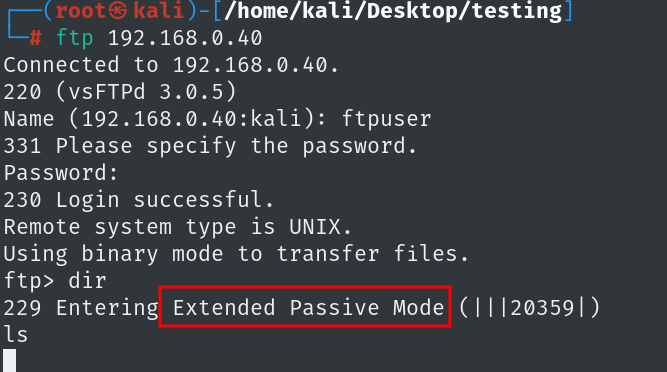 ┌──(root㉿kali)-[/home/kali/Desktop/testing]
└─# ftp 192.168.0.40
Connected to 192.168.0.40.
220 (vsFTPd 3.0.5)
Name (192.168.0.40:kali): ftpuser
331 Please specify the password.
Password:
230 Login successful.
Remote system type is UNIX.
Using binary mode to transfer files.
ftp> dir
229 Entering Extended Passive Mode (|||20359|)
ls